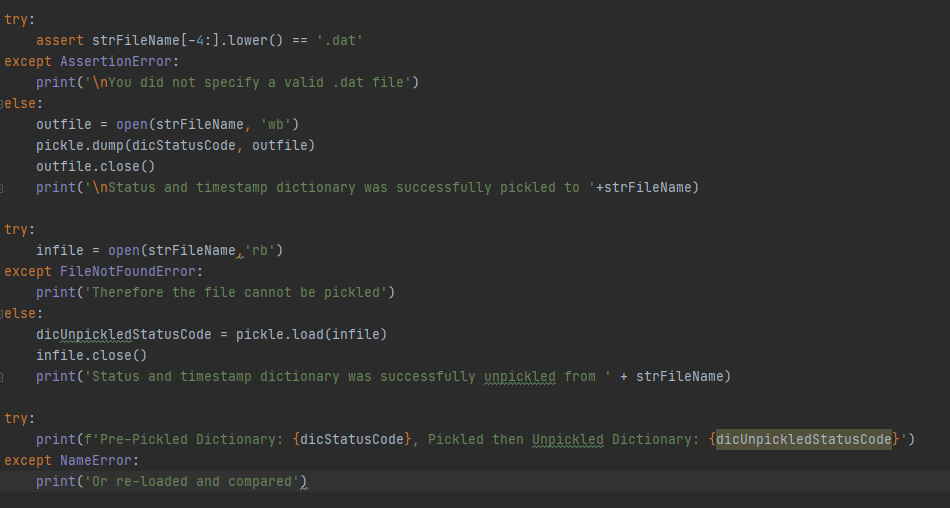 try:
    assert strFileName[-4:].lower() == '.dat'
except AssertionError:
    print('\nYou did not specify a valid .dat file')
else:
    outfile = open(strFileName, 'wb')
    pickle.dump(dicStatusCode, outfile)
    outfile.close()
    print('\nStatus and timestamp dictionary was successfully pickled to '+strFileName)

try:
    infile = open(strFileName,'rb')
except FileNotFoundError:
    print('Therefore the file cannot be pickled')
else:
    dicUnpickledStatusCode = pickle.load(infile)
    infile.close()
    print('Status and timestamp dictionary was successfully unpickled from ' + strFileName)

try:
    print(f'Pre-Pickled Dictionary: {dicStatusCode}, Pickled then Unpickled Dictionary: {dicUnpickledStatusCode}')
except NameError:
    print('Or re-loaded and compared')